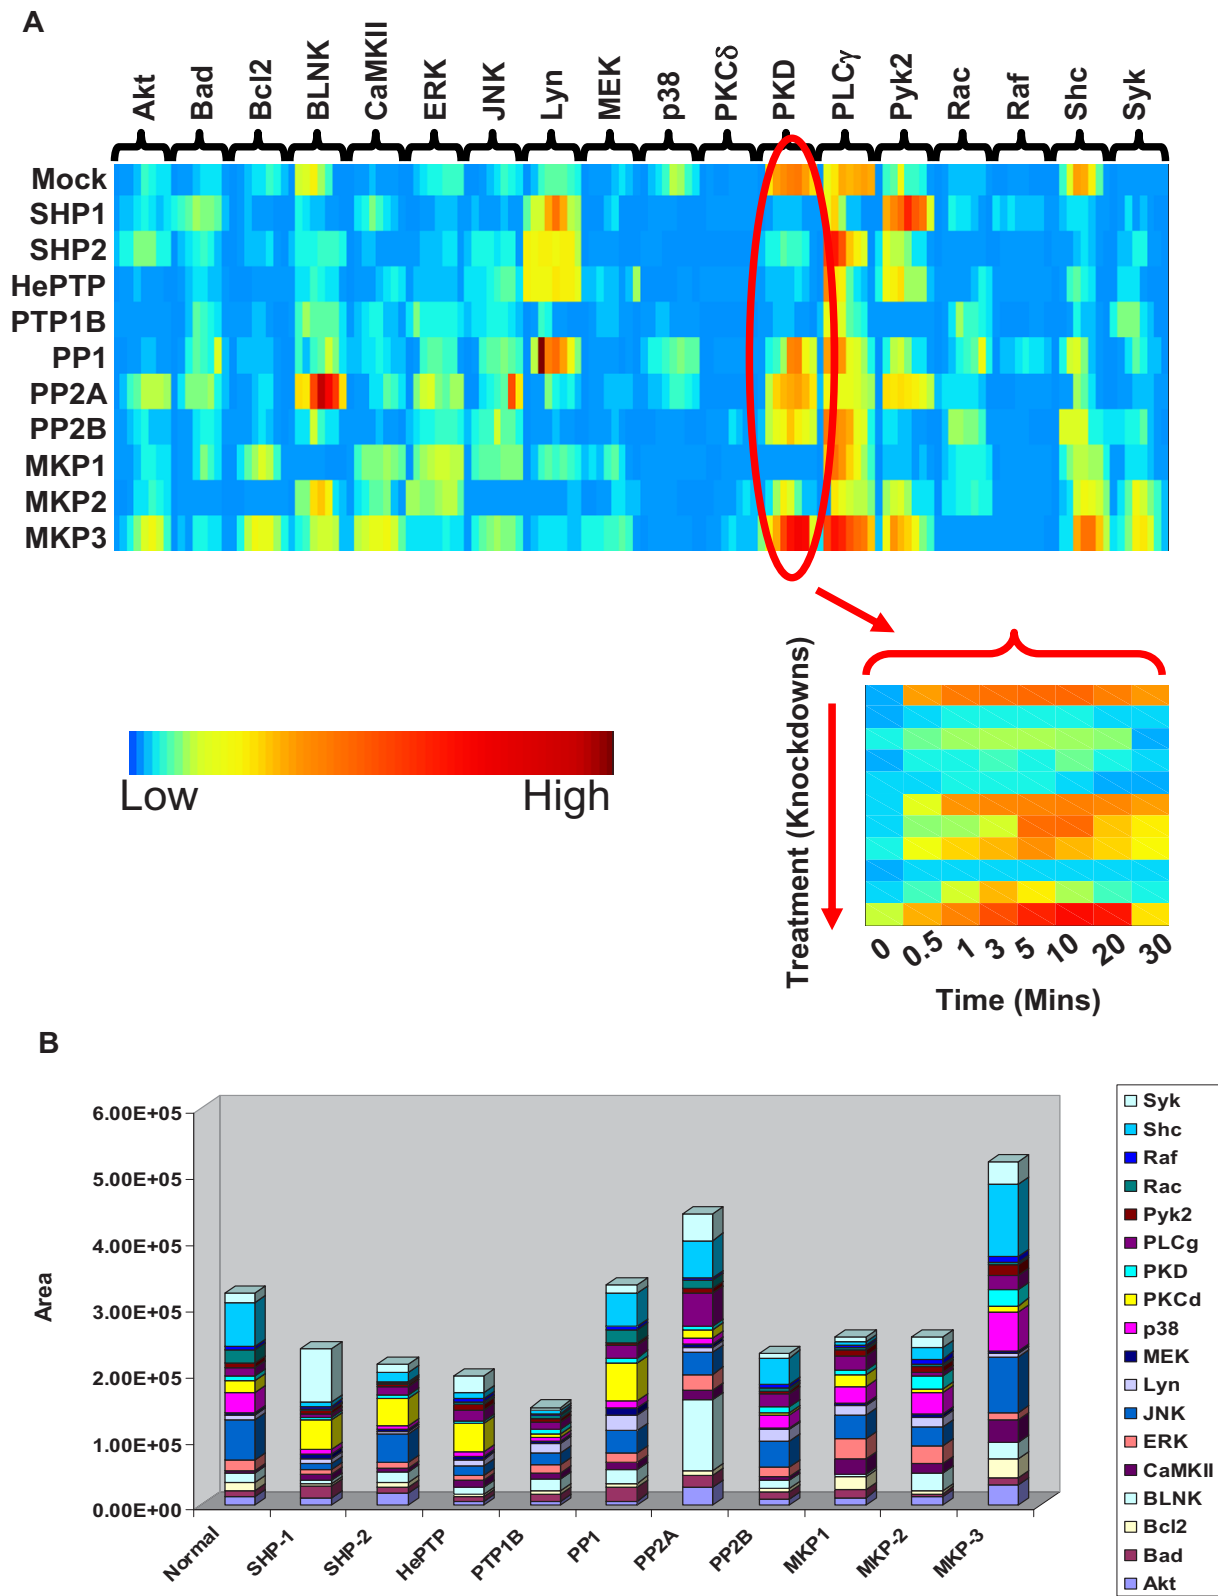 A
Akt Bad Bcl2 BLNK CaMKII ERK JNK Lyn MEK p38 PKCδ PKD PLCγ Pyk2 Rac Raf Shc Syk
Mock
SHP1
SHP2
HePTP
PTP1B
PP1
PP2A
PP2B
MKP1
MKP2
MKP3
Low High
Treatment (Knockdowns)
0 0.5 1 3 5 10 20 30
Time (Mins)
B
Area
6.00E+05
5.00E+05
4.00E+05
3.00E+05
2.00E+05
1.00E+05
0.00E+00
Normal SHP-1 SHP-2 HePTP PTP1B PP1 PP2A PP2B MKP1 MKP-2 MKP-3
Syk
Shc
Raf
Rac
Pyk2
PLCg
PKD
PKCd
p38
MEK
Lyn
JNK
ERK
CaMKII
BLNK
Bcl2
Bad
Akt